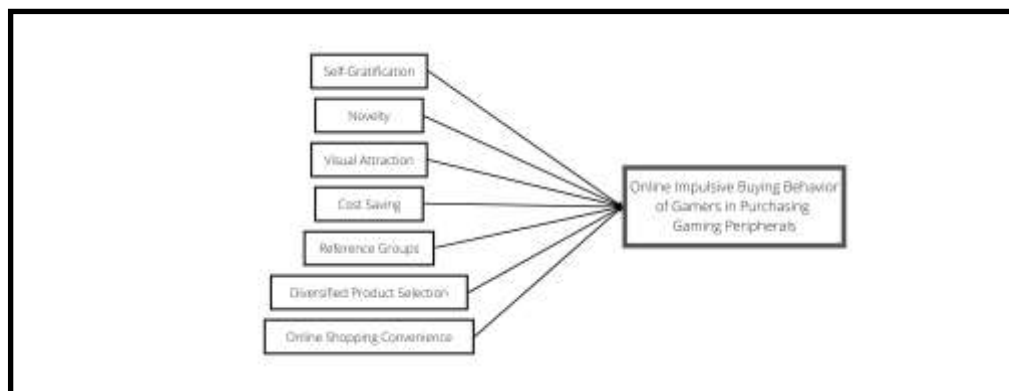 Self-Gratification
Novelty
Visual Attraction
Cost Saving
Reference Groups
Diversified Product Selection
Online Shopping Convenience
Online Impulsive Buying Behavior
of Gamers in Purchasing
Gaming Peripherals